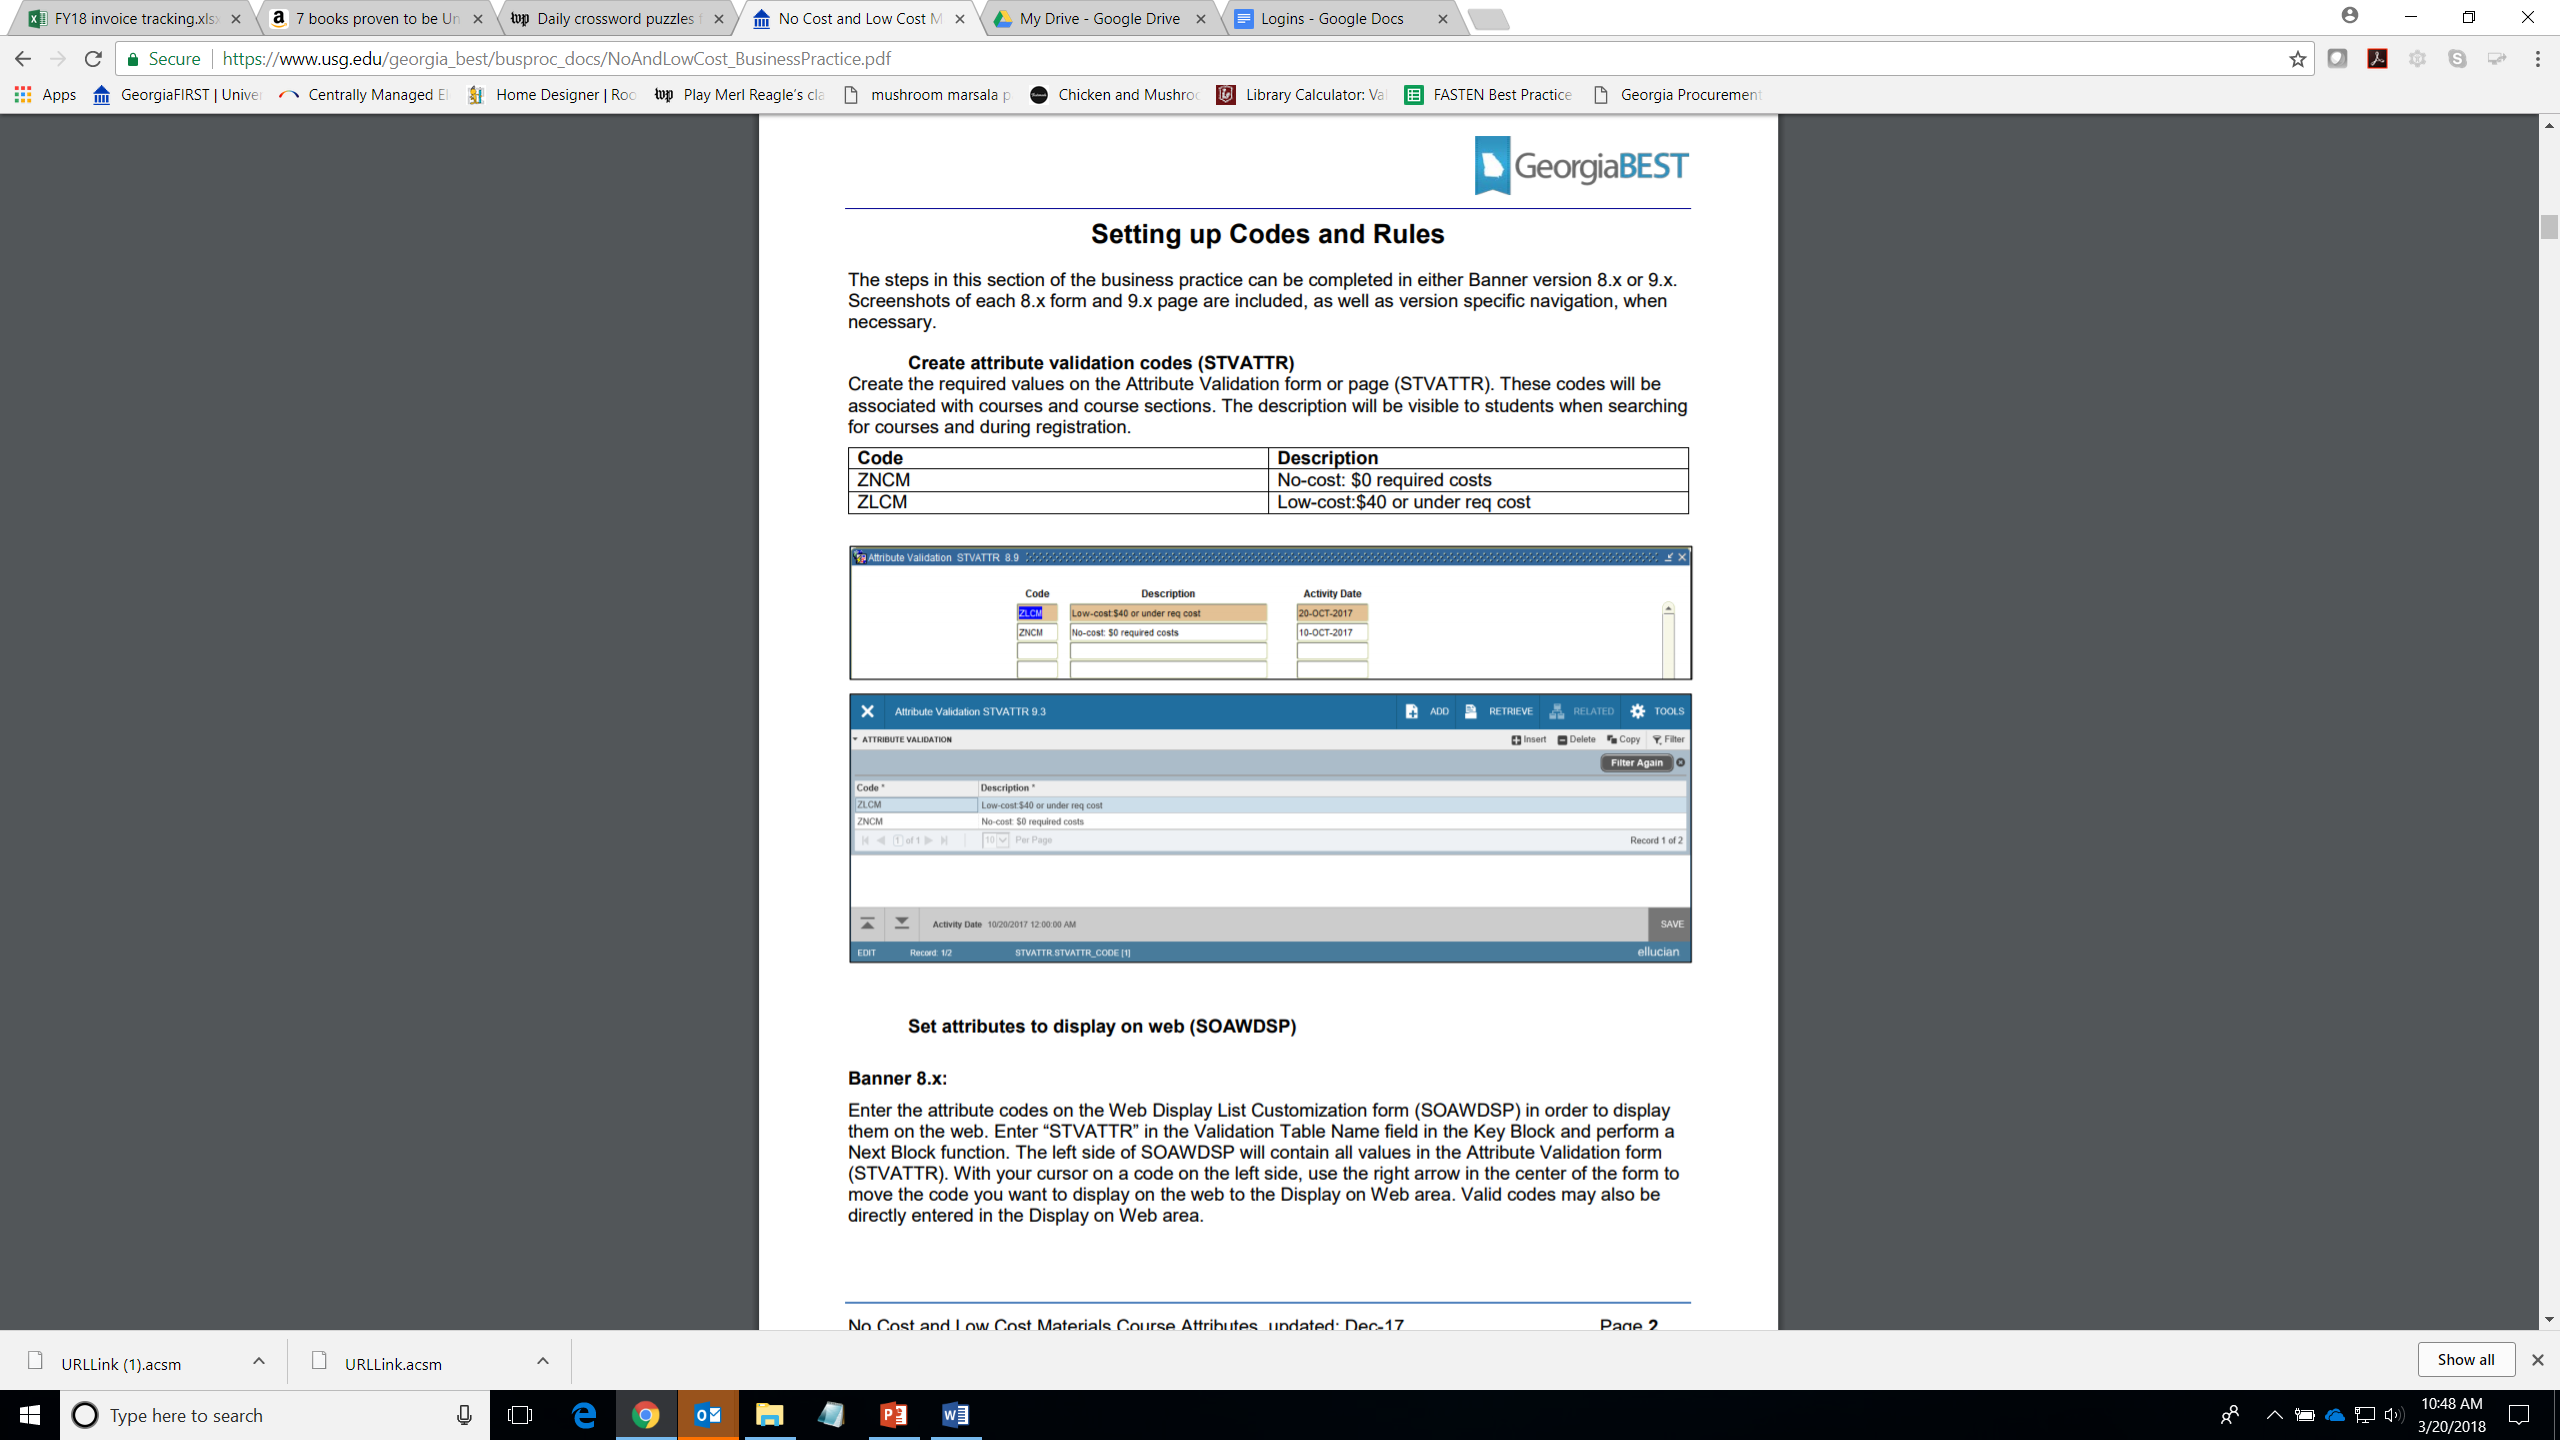 FY18 invoice tracking.xls
7 books proven to be Un
Daily crossword puzzles
No Cost and Low Cost M
My Drive - Google Drive
Logins - Google Docs
Secure
https://www.usg.edu/georgia_best/busproc_docs/NoAndLowCost_BusinessPractice.pdf
Apps
GeorgiaFIRST | Univer
Centrally Managed El
Home Designer | Roo
Play Merl Reagle's cla
mushroom marsala p
Chicken and Mushro
Library Calculator: Va
FASTEN Best Practice
Georgia Procurement
GeorgiaBEST
Setting up Codes and Rules
The steps in this section of the business practice can be completed in either Banner version 8.x or 9.x.
Screenshots of each 8.x form and 9.x page are included, as well as version specific navigation, when
necessary.
Create attribute validation codes (STVATTR)
Create the required values on the Attribute Validation form or page (STVATTR). These codes will be
associated with courses and course sections. The description will be visible to students when searching
for courses and during registration.
Code Description
ZNCM No-cost: $0 required costs
ZLCM Low-cost:$40 or under req cost
Attribute Validation STVATTR 8.9
Code Description Activity Date
ZLCM Low-cost:$40 or under req cost 20-OCT-2017
ZNCM No-cost: $0 required costs 10-OCT-2017
Attribute Validation STVATTR 9.3 ADD RETRIEVE RELATED TOOLS
ATTRIBUTE VALIDATION Insert Delete Copy Filter
Filter Again
Code * Description *
ZLCM Low-cost:$40 or under req cost
ZNCM No-cost: $0 required costs
1 of 1 10 Per Page Record 1 of 2
Activity Date 10/20/2017 12:00:00 AM SAVE
EDIT Record: 1/2 STVATTR.STVATTR_CODE [1] ellucian
Set attributes to display on web (SOAWDSP)
Banner 8.x:
Enter the attribute codes on the Web Display List Customization form (SOAWDSP) in order to display
them on the web. Enter “STVATTR” in the Validation Table Name field in the Key Block and perform a
Next Block function. The left side of SOAWDSP will contain all values in the Attribute Validation form
(STVATTR). With your cursor on a code on the left side, use the right arrow in the center of the form to
move the code you want to display on the web to the Display on Web area. Valid codes may also be
directly entered in the Display on Web area.
No Cost and Low Cost Materials Course Attributes, updated: Dec-17 Page 2
URLLink (1).acsm
URLLink.acsm
Show all
Type here to search
10:48 AM
3/20/2018